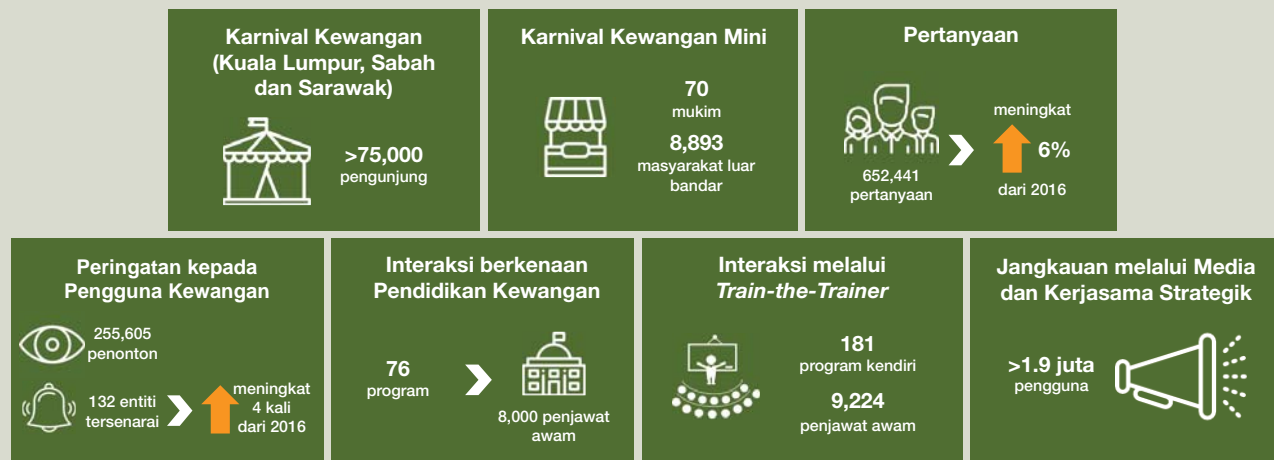 Karnival Kewangan
(Kuala Lumpur, Sabah
dan Sarawak)
>75,000
pengunjung
Karnival Kewangan Mini
70
mukim
8,893
masyarakat luar
bandar
Pertanyaan
652,441
pertanyaan
meningkat
6%
dari 2016
Peringatan kepada
Pengguna Kewangan
255,605
penonton
132 entiti
tersenarai
meningkat
4 kali
dari 2016
Interaksi berkenaan
Pendidikan Kewangan
76
program
8,000 penjawat
awam
Interaksi melalui
Train-the-Trainer
181
program kendiri
9,224
penjawat awam
Jangkauan melalui Media
dan Kerjasama Strategik
>1.9 juta
pengguna